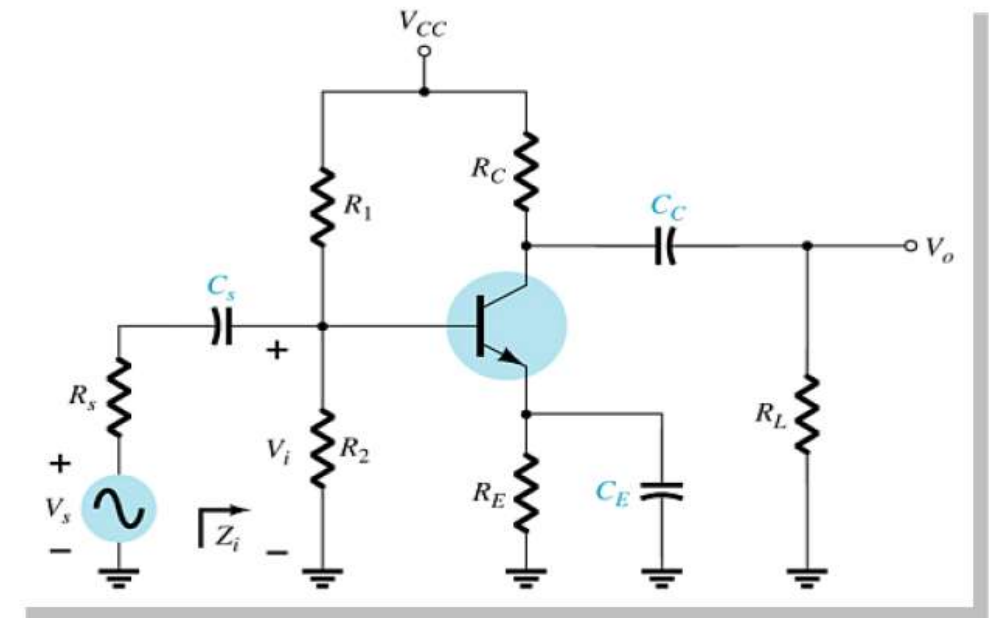 V_CC
R_C
R_1
C_C
V_o
C_s
+
R_s
R_L
V_i
R_2
+
V_s
R_E
C_E
Z_i
−
−